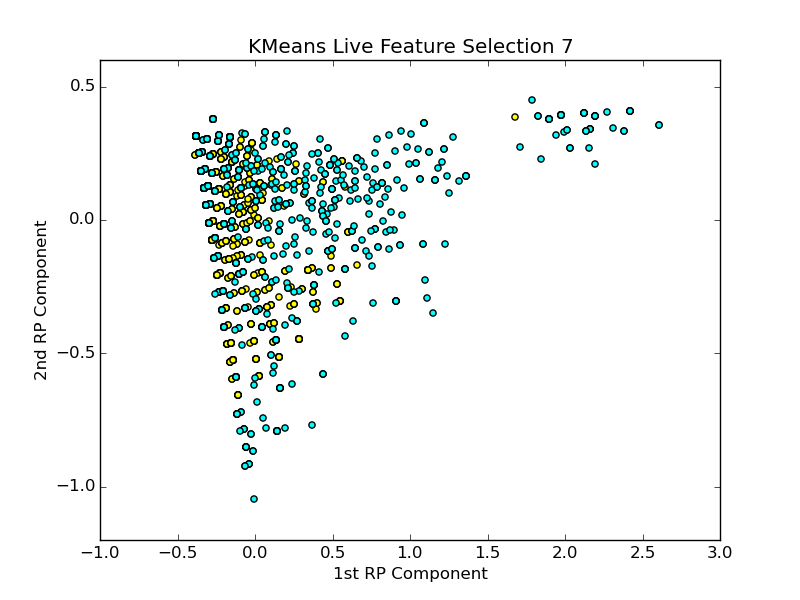 KMeans Live Feature Selection 7
0.5
0.0
−0.5
−1.0
2nd RP Component
−1.0 −0.5 0.0 0.5 1.0 1.5 2.0 2.5 3.0
1st RP Component